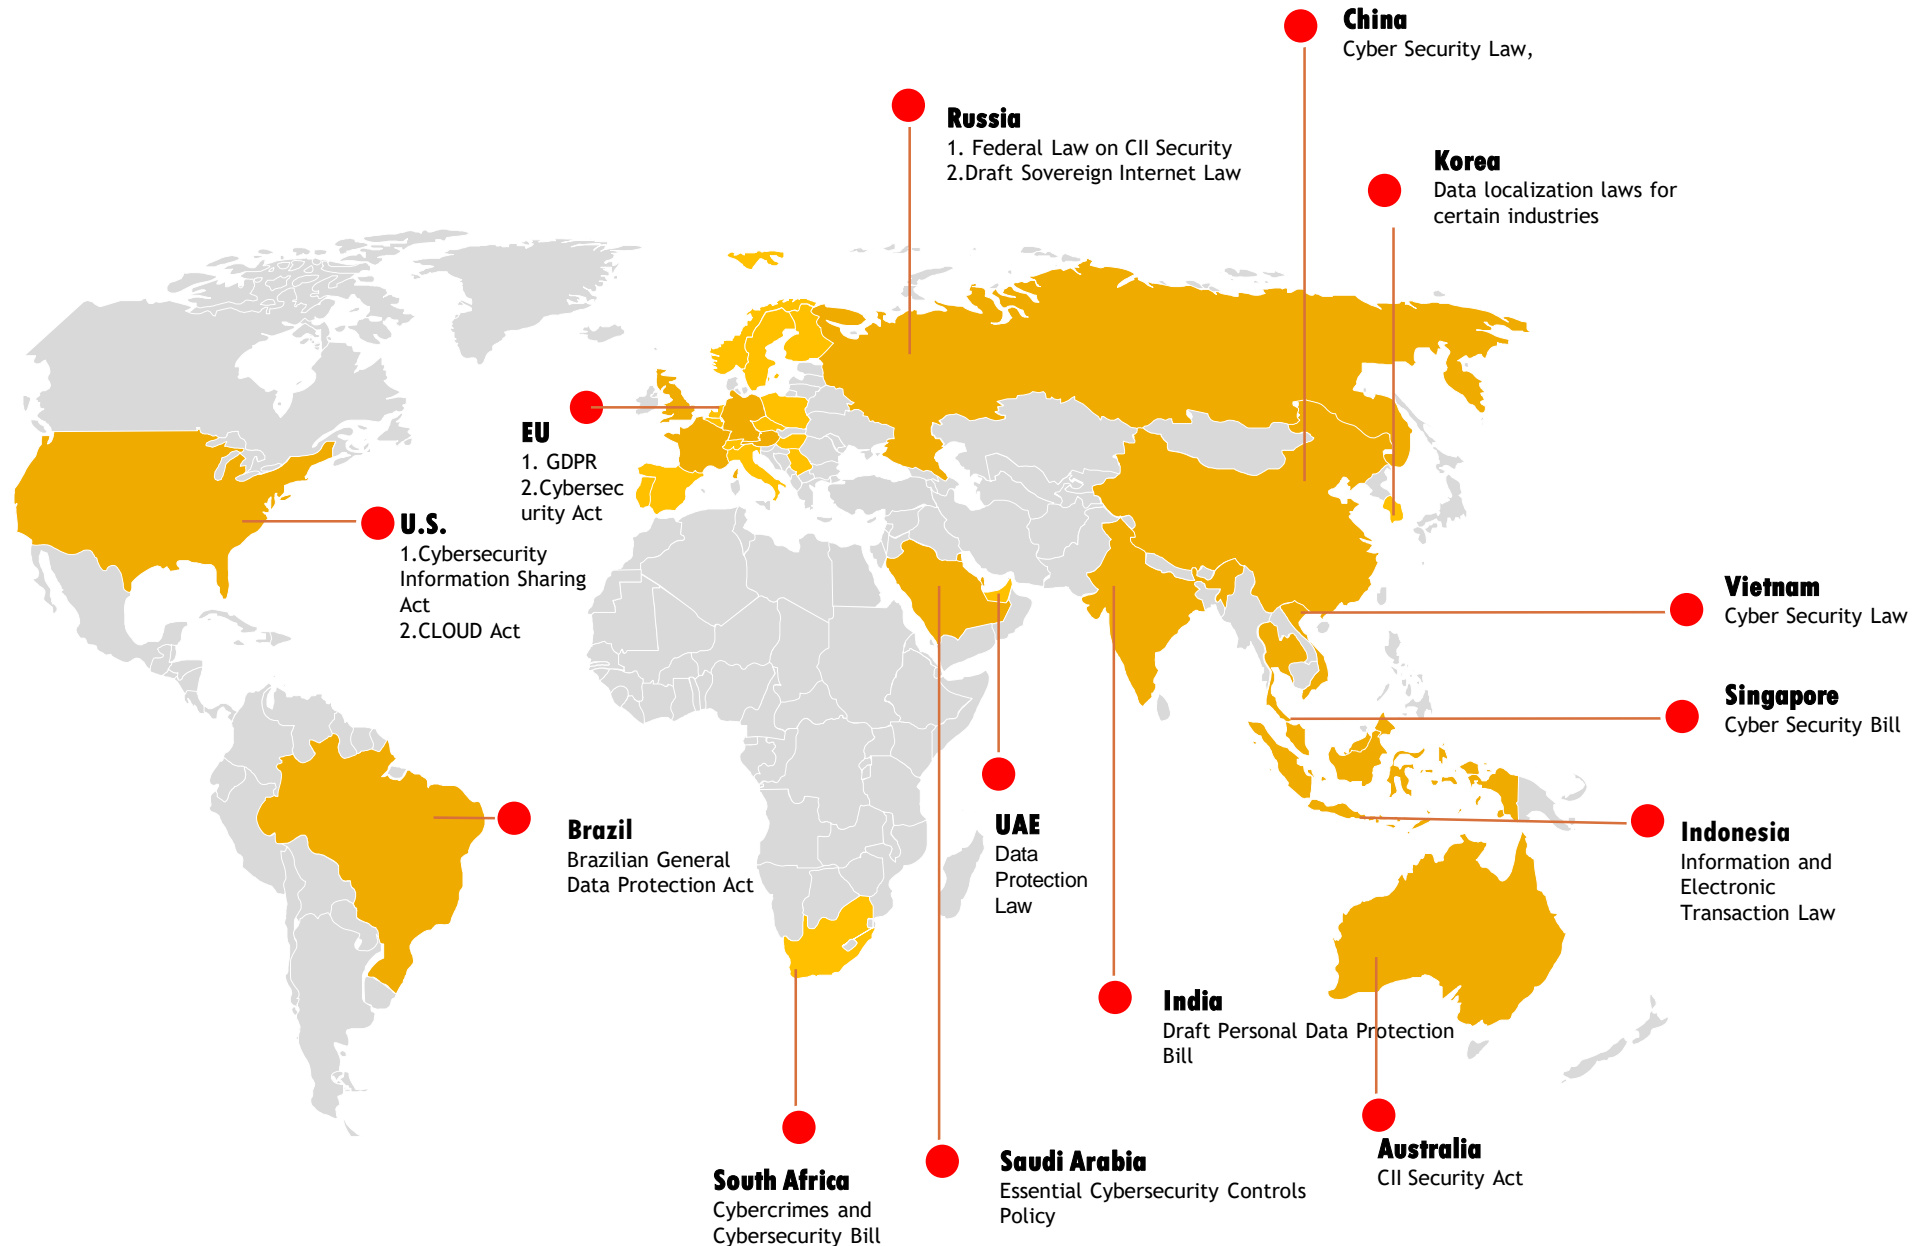 China
Cyber Security Law,
Russia
1. Federal Law on CII Security
2.Draft Sovereign Internet Law
Korea
Data localization laws for
certain industries
EU
1. GDPR
2.Cybersec
urity Act
U.S.
1.Cybersecurity
Information Sharing
Act
2.CLOUD Act
Vietnam
Cyber Security Law
Singapore
Cyber Security Bill
Brazil
Brazilian General
Data Protection Act
UAE
Data
Protection
Law
Indonesia
Information and
Electronic
Transaction Law
India
Draft Personal Data Protection
Bill
Australia
CII Security Act
South Africa
Cybercrimes and
Cybersecurity Bill
Saudi Arabia
Essential Cybersecurity Controls
Policy